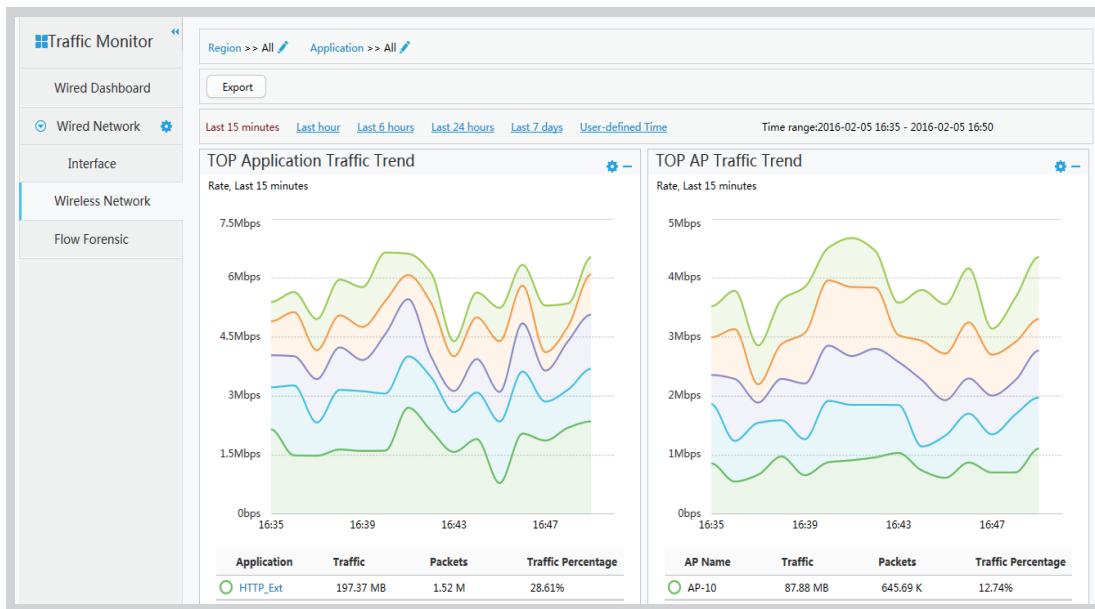 Traffic Monitor
Wired Dashboard
Wired Network
Interface
Wireless Network
Flow Forensic
Region >> All Application >> All
Export
Last 15 minutes Last hour Last 6 hours Last 24 hours Last 7 days User-defined Time Time range:2016-02-05 16:35 - 2016-02-05 16:50
TOP Application Traffic Trend
Rate, Last 15 minutes
7.5Mbps
6Mbps
4.5Mbps
3Mbps
1.5Mbps
0bps
16:35 16:39 16:43 16:47
Application Traffic Packets Traffic Percentage
HTTP_Ext 197.37 MB 1.52 M 28.61%
TOP AP Traffic Trend
Rate, Last 15 minutes
5Mbps
4Mbps
3Mbps
2Mbps
1Mbps
0bps
16:35 16:39 16:43 16:47
AP Name Traffic Packets Traffic Percentage
AP-10 87.88 MB 645.69 K 12.74%